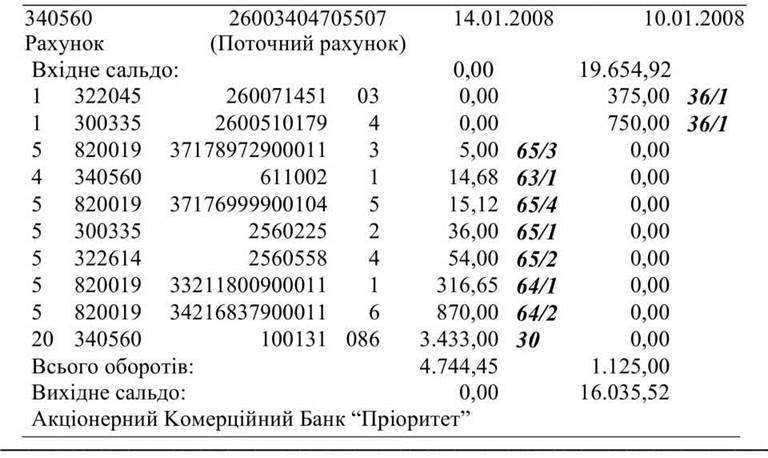 340560 26003404705507 14.01.2008 10.01.2008
Рахунок (Поточний рахунок)
Вхідне сальдо: 0,00 19.654,92
1 322045 260071451 03 0,00 375,00 36/1
1 300335 2600510179 4 0,00 750,00 36/1
5 820019 37178972900011 3 5,00 65/3 0,00
4 340560 611002 1 14,68 63/1 0,00
5 820019 37176999900104 5 15,12 65/4 0,00
5 300335 2560225 2 36,00 65/1 0,00
5 322614 2560558 4 54,00 65/2 0,00
5 820019 33211800900011 1 316,65 64/1 0,00
5 820019 34216837900011 6 870,00 64/2 0,00
20 340560 100131 086 3.433,00 30 0,00
Всього оборотів: 4.744,45 1.125,00
Вихідне сальдо: 0,00 16.035,52
Акціонерний Комерційний Банк “Пріоритет”